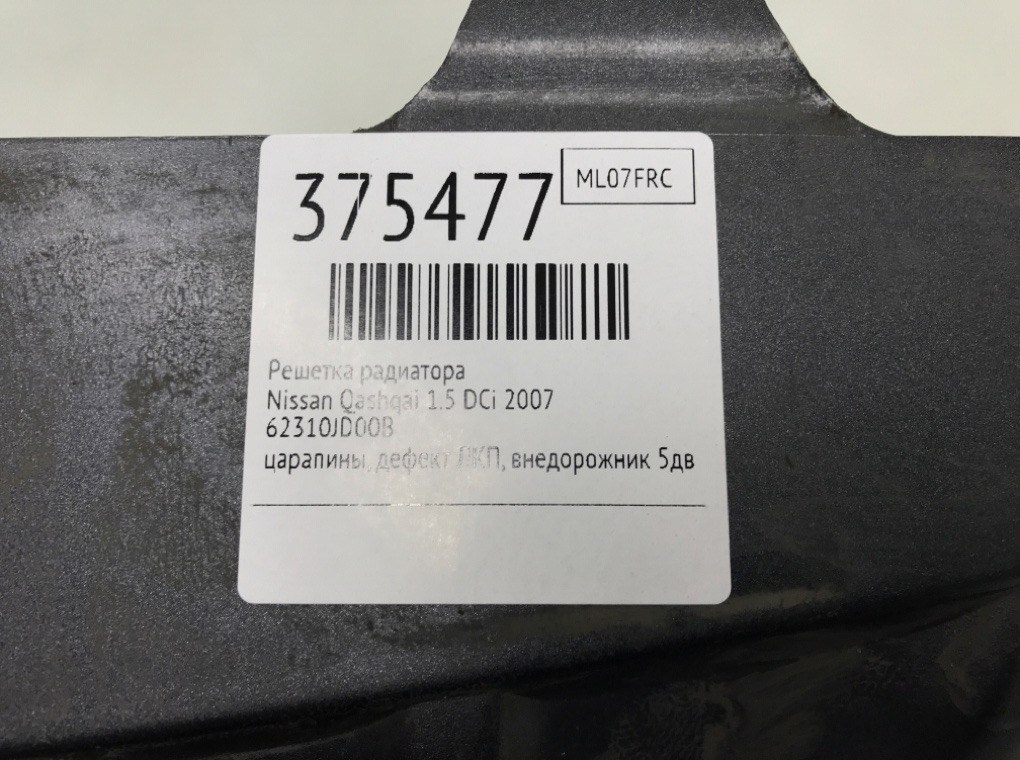 375477
ML07FRC
Решетка радиатора
Nissan Qashqai 1.5 DCi 2007
62310JD00B
царапины, дефект ЛКП, внедорожник 5дв